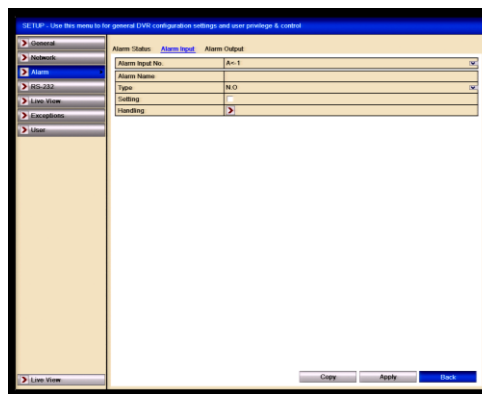 SETUP - Use this menu to for general DVR configuration settings and user privelege & control
General
Network
Alarm
RS-232
Live View
Exceptions
User
Live View
Alarm Status Alarm Input Alarm Output
Alarm Input No. A<-1
Alarm Name
Type N.O
Setting
Handling
Copy Apply Back